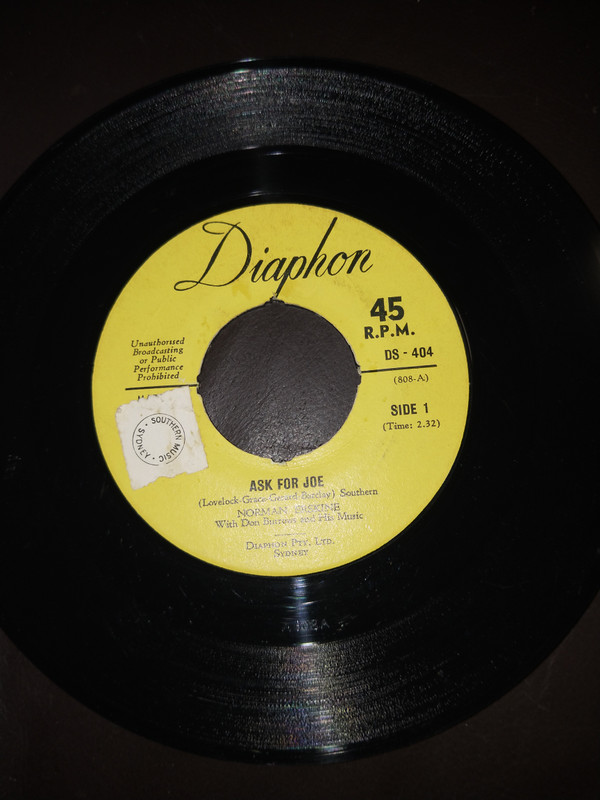 Diaphon
45
R.P.M.
DS - 404
(808-A)
Unauthorised
Broadcasting
or Public
Performance
Prohibited
SIDE 1
(Time: 2.32)
SOUTHERN MUSIC
SYDNEY
ASK FOR JOE
(Lovelock-Grace-Gerard-Barclay) Southern
NORMAN ERSKINE
With Don Burrows and His Music
DIAPHON PTY. LTD.
SYDNEY